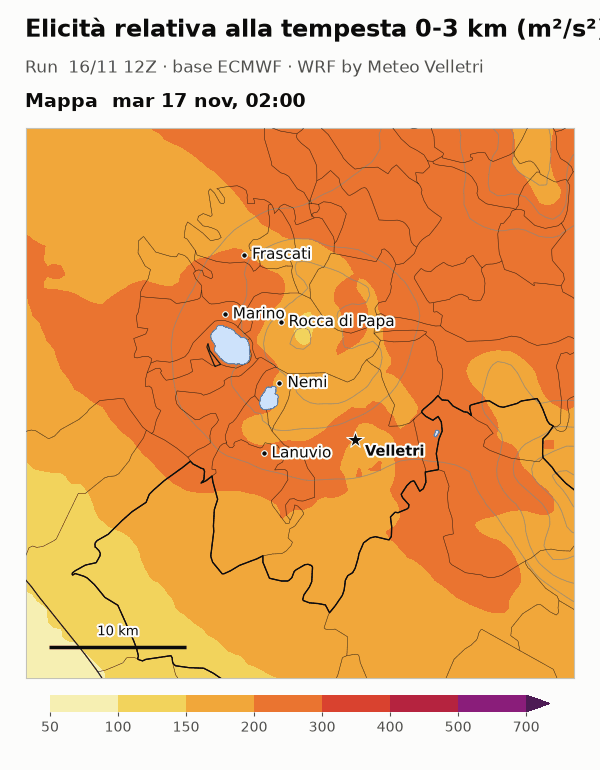 Elicità relativa alla tempesta 0-3 km (m²/s²)
Run  16/11 12Z · base ECMWF · WRF by Meteo Velletri
Mappa  mar 17 nov, 02:00
Frascati
Marino
Rocca di Papa
Nemi
Velletri
Lanuvio
10 km
50 100 150 200 300 400 500 700